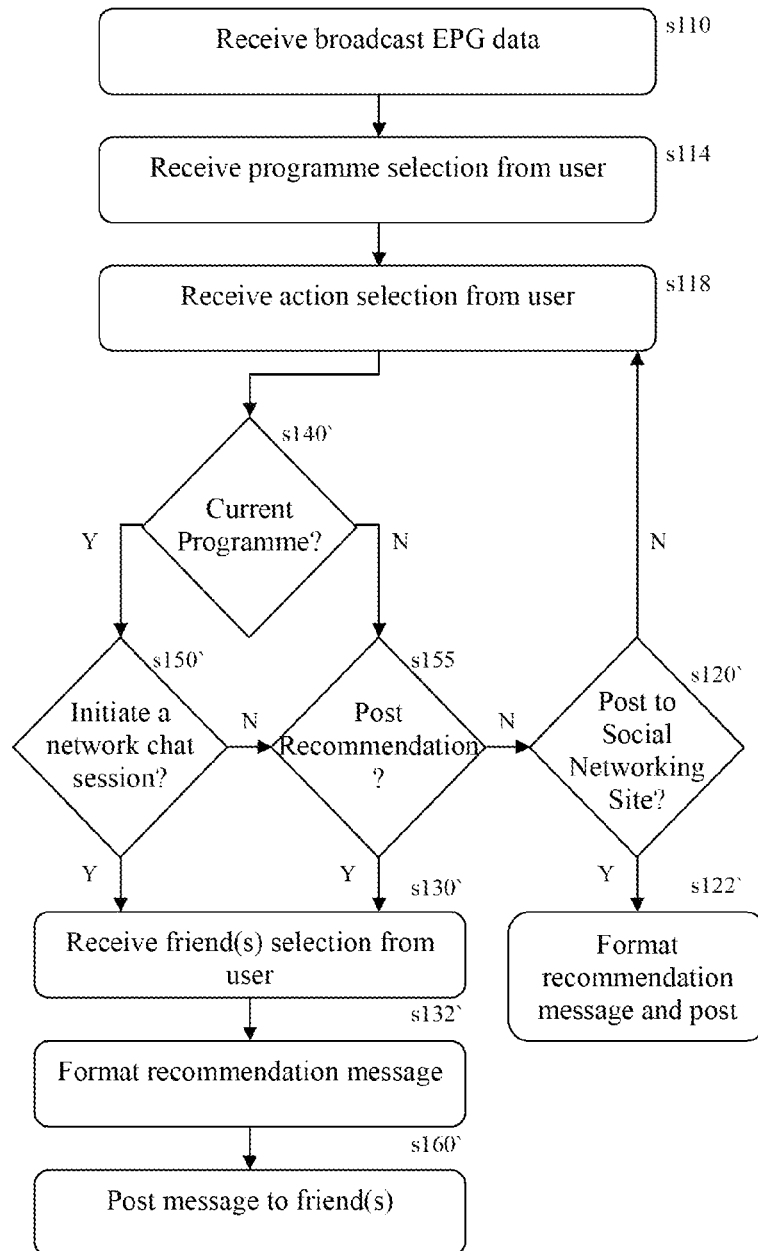 Receive broadcast EPG data
s110
Receive programme selection from user
s114
Receive action selection from user
s118
s140`
Current
Programme?
Y
N
N
s150`
s155
s120`
Initiate a
network chat
session?
N
Post
Recommendation
?
N
Post to
Social
Networking
Site?
Y
Y
Y
s130`
s122`
Receive friend(s) selection from
user
Format
recommendation
message and post
s132`
Format recommendation message
s160`
Post message to friend(s)